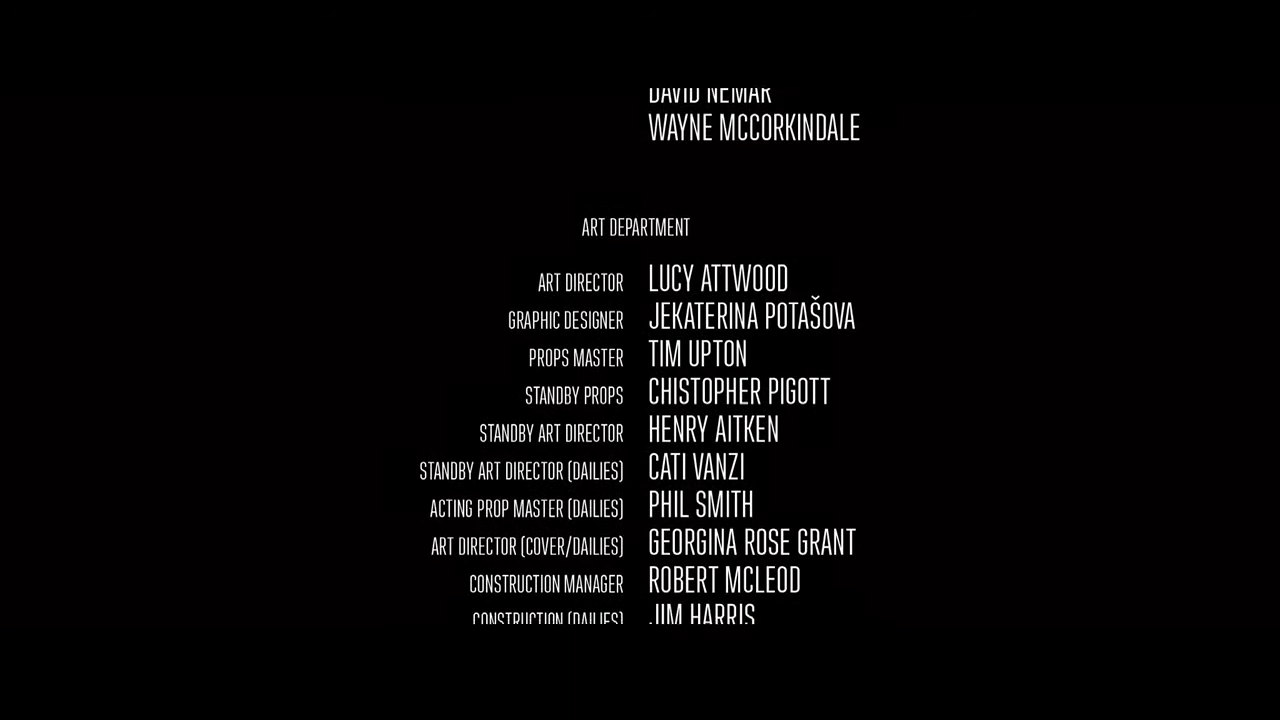 DAVID NEMAR
WAYNE MCCORKINDALE
ART DEPARTMENT
ART DIRECTOR LUCY ATTWOOD
GRAPHIC DESIGNER JEKATERINA POTAŠOVA
PROPS MASTER TIM UPTON
STANDBY PROPS CHISTOPHER PIGOTT
STANDBY ART DIRECTOR HENRY AITKEN
STANDBY ART DIRECTOR (DAILIES) CATI VANZI
ACTING PROP MASTER (DAILIES) PHIL SMITH
ART DIRECTOR (COVER/DAILIES) GEORGINA ROSE GRANT
CONSTRUCTION MANAGER ROBERT MCLEOD
CONSTRUCTION (DAILIES) JIM HARRIS